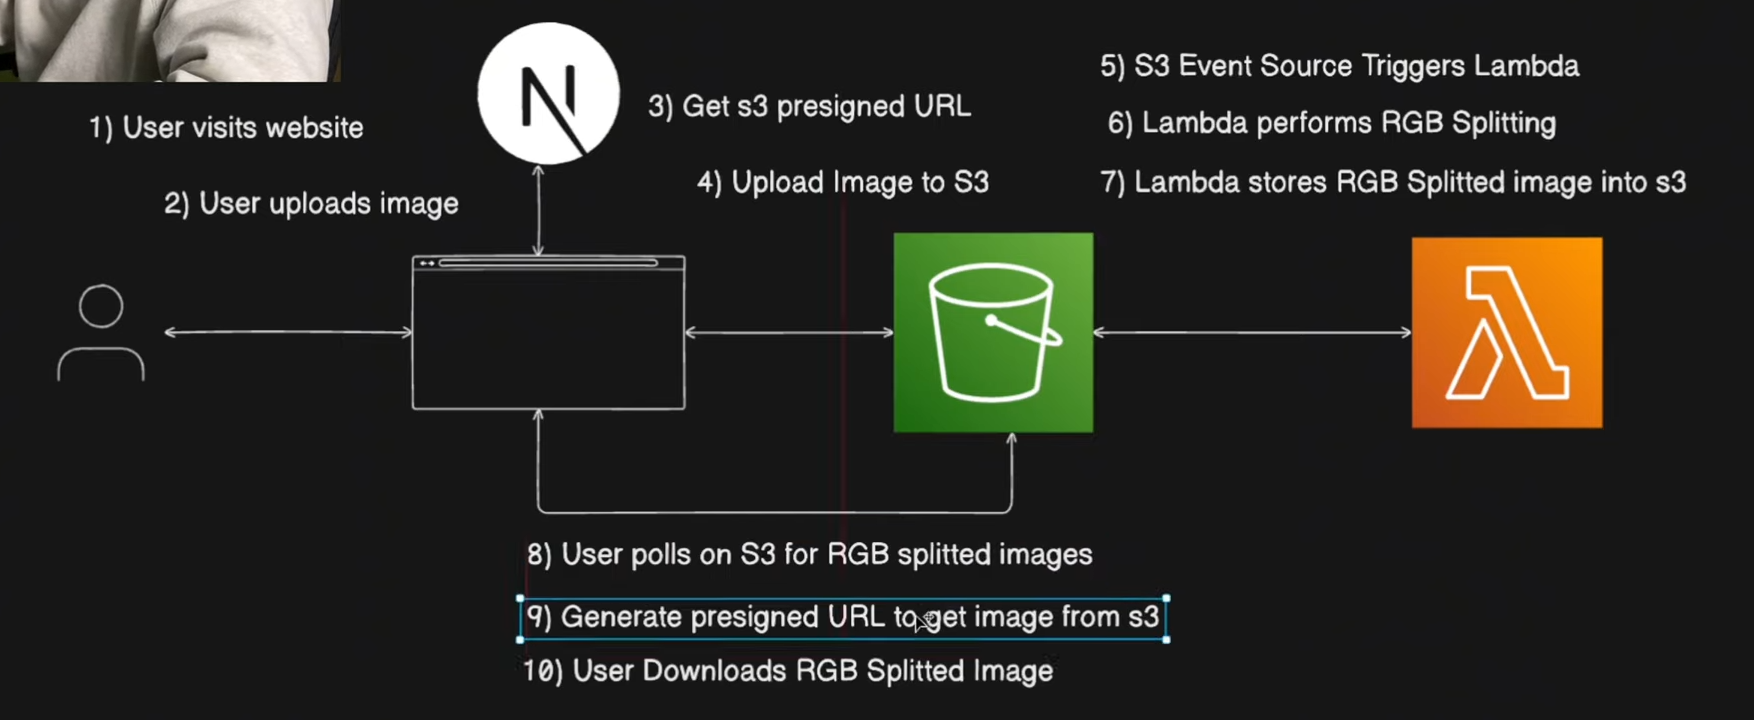 1) User visits website
2) User uploads image
N
3) Get s3 presigned URL
4) Upload Image to S3
5) S3 Event Source Triggers Lambda
6) Lambda performs RGB Splitting
7) Lambda stores RGB Splitted image into s3
8) User polls on S3 for RGB splitted images
9) Generate presigned URL to get image from s3
10) User Downloads RGB Splitted Image